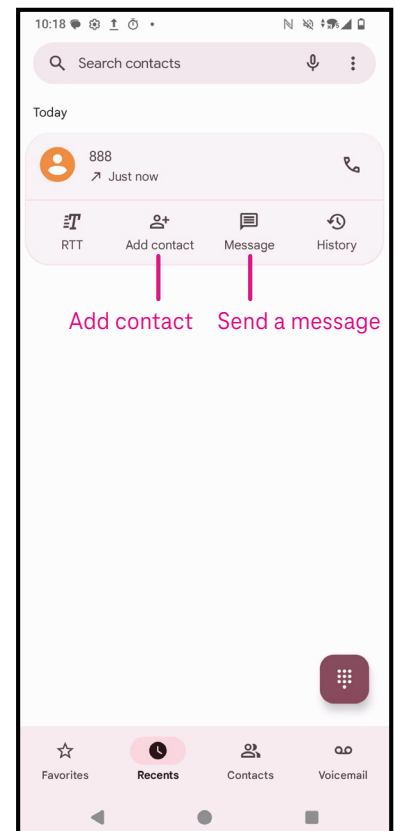 10:18
Search contacts
Today
888
Just now
RTT Add contact Message History
Add contact Send a message
Favorites Recents Contacts Voicemail